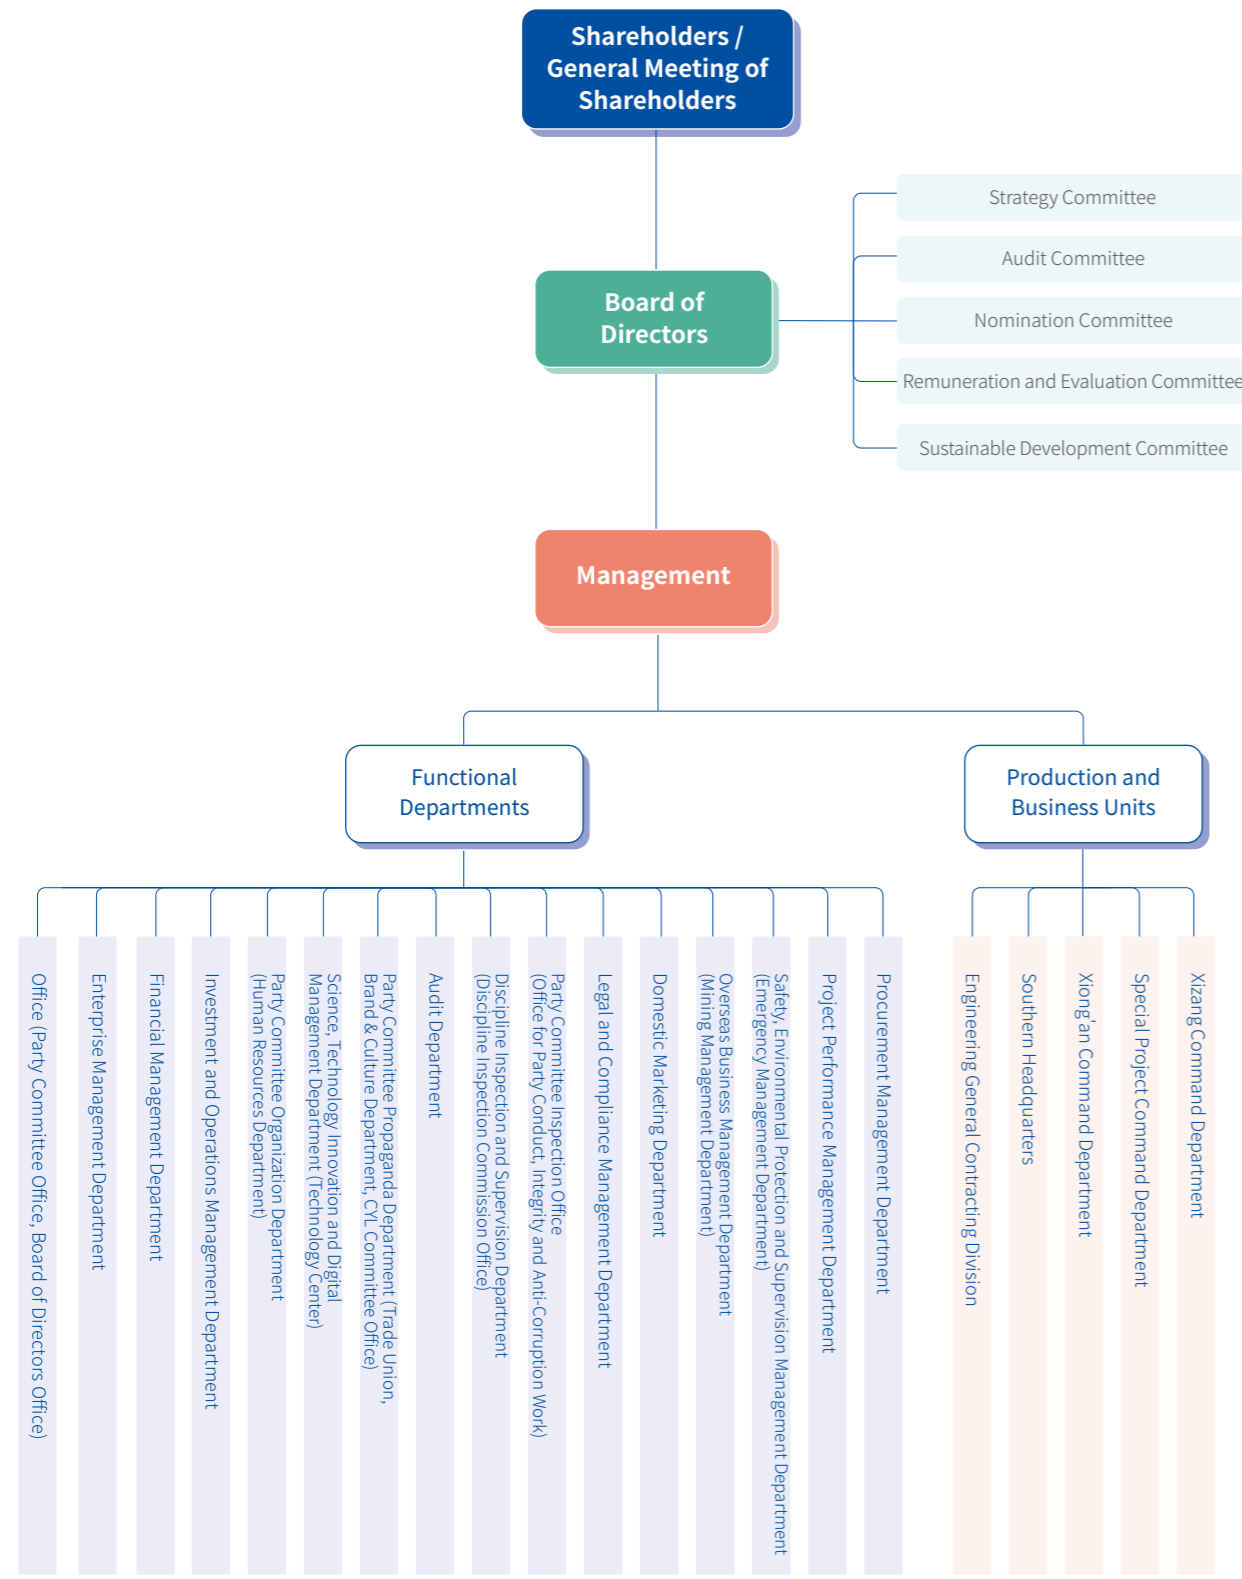 Shareholders /
General Meeting of
Shareholders
Strategy Committee
Audit Committee
Board of
Directors
Nomination Committee
Remuneration and Evaluation Committee
Sustainable Development Committee
Management
Functional
Departments
Production and
Business Units
Office (Party Committee Office, Board of Directors Office)
Enterprise Management Department
Financial Management Department
Investment and Operations Management Department
Party Committee Organization Department
(Human Resources Department)
Science, Technology Innovation and Digital
Management Department (Technology Center)
Party Committee Propaganda Department (Trade Union,
Brand & Culture Department, CYL Committee Office)
Audit Department
Discipline Inspection and Supervision Department
(Discipline Inspection Commission Office)
Party Committee Inspection Office
(Office for Party Conduct, Integrity and Anti-Corruption Work)
Legal and Compliance Management Department
Domestic Marketing Department
Overseas Business Management Department
(Mining Management Department)
Safety, Environmental Protection and Supervision Management Department
(Emergency Management Department)
Project Performance Management Department
Procurement Management Department
Engineering General Contracting Division
Southern Headquarters
Xiong'an Command Department
Special Project Command Department
Xizang Command Department